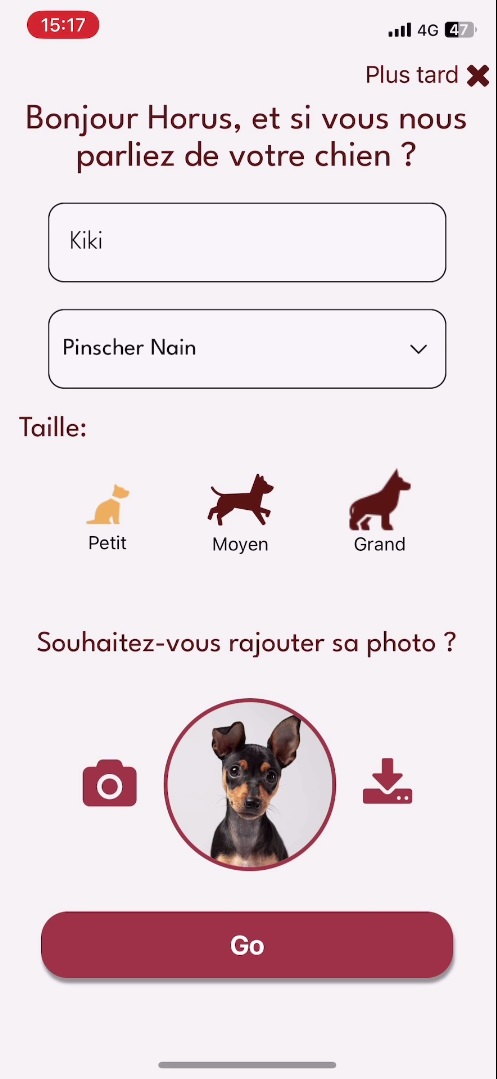 15:17
4G 47
Plus tard
Bonjour Horus, et si vous nous
parliez de votre chien ?
Kiki
Pinscher Nain
Taille:
Petit Moyen Grand
Souhaitez-vous rajouter sa photo ?
Go